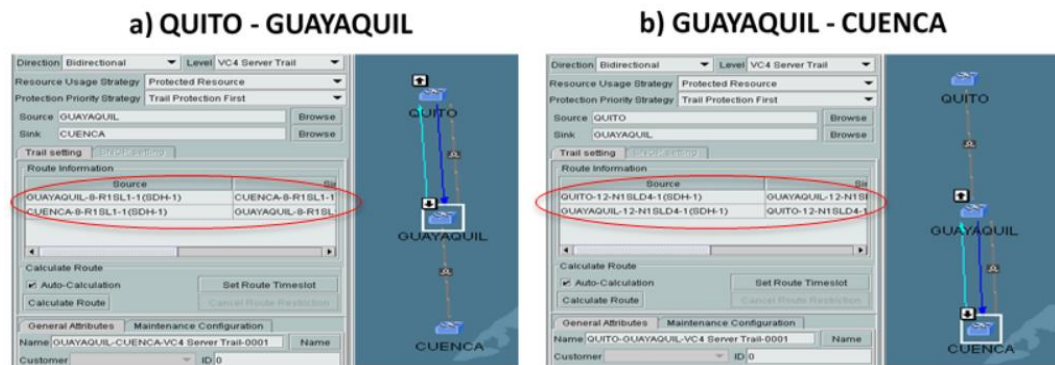 a) QUITO - GUAYAQUIL
Direction Bidirectional Level VC4 Server Trail
Resource Usage Strategy Protected Resource
Protection Priority Strategy Trail Protection First
Source GUAYAQUIL Browse
Sink CUENCA Browse
Trail setting
Route Information
Source
GUAYAQUIL-8-R1SL1-1(SDH-1) CUENCA-8-R1SL1-1
CUENCA-8-R1SL1-1(SDH-1) GUAYAQUIL-8-R1SL
Calculate Route
Auto-Calculation Set Route Timeslot
Calculate Route Cancel Route Restriction
General Attributes Maintenance Configuration
Name GUAYAQUIL-CUENCA-VC4 Server Trail-0001 Name
Customer ID 0
QUITO
GUAYAQUIL
CUENCA
b) GUAYAQUIL - CUENCA
Direction Bidirectional Level VC4 Server Trail
Resource Usage Strategy Protected Resource
Protection Priority Strategy Trail Protection First
Source QUITO Browse
Sink GUAYAQUIL Browse
Trail setting
Route Information
Source
QUITO-12-N1SLD4-1(SDH-1) GUAYAQUIL-12-N1SL
GUAYAQUIL-12-N1SLD4-1(SDH-1) QUITO-12-N1SLD4-1
Calculate Route
Auto-Calculation Set Route Timeslot
Calculate Route Cancel Route Restriction
General Attributes Maintenance Configuration
Name QUITO-GUAYAQUIL-VC4 Server Trail-0001 Name
Customer ID 0
QUITO
GUAYAQUIL
CUENCA